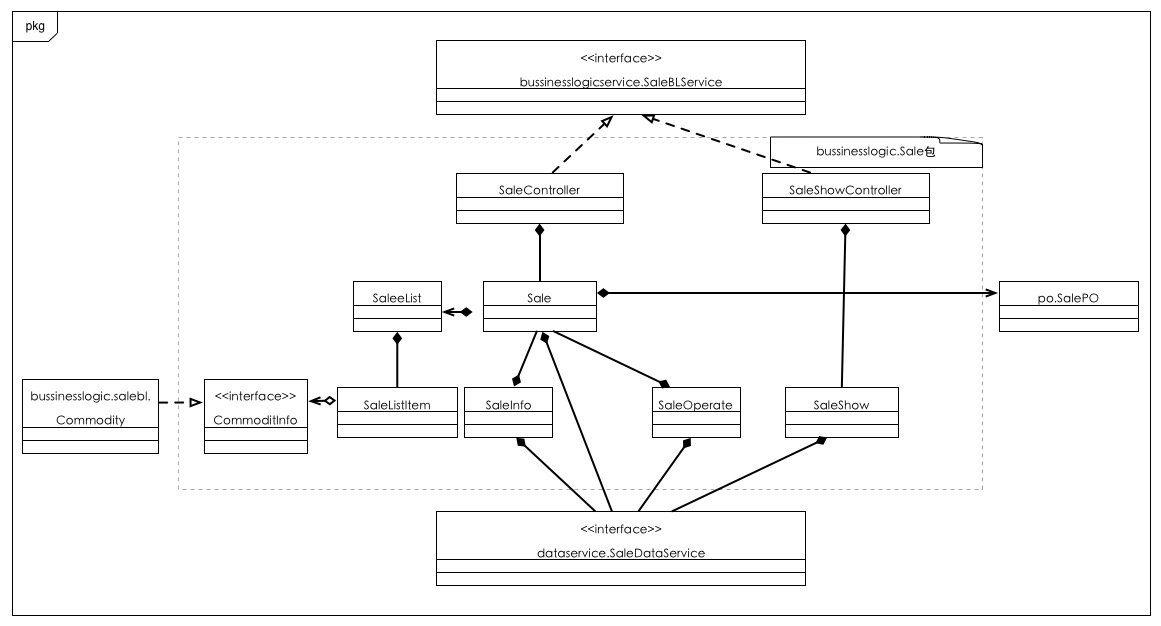 pkg
<<interface>>
bussinesslogicservice.SaleBLService
bussinesslogic.Sale包
SaleController
SaleShowController
SaleeList
Sale
po.SalePO
bussinesslogic.salebl.
Commodity
<<interface>>
CommoditInfo
SaleListItem
SaleInfo
SaleOperate
SaleShow
<<interface>>
dataservice.SaleDataService